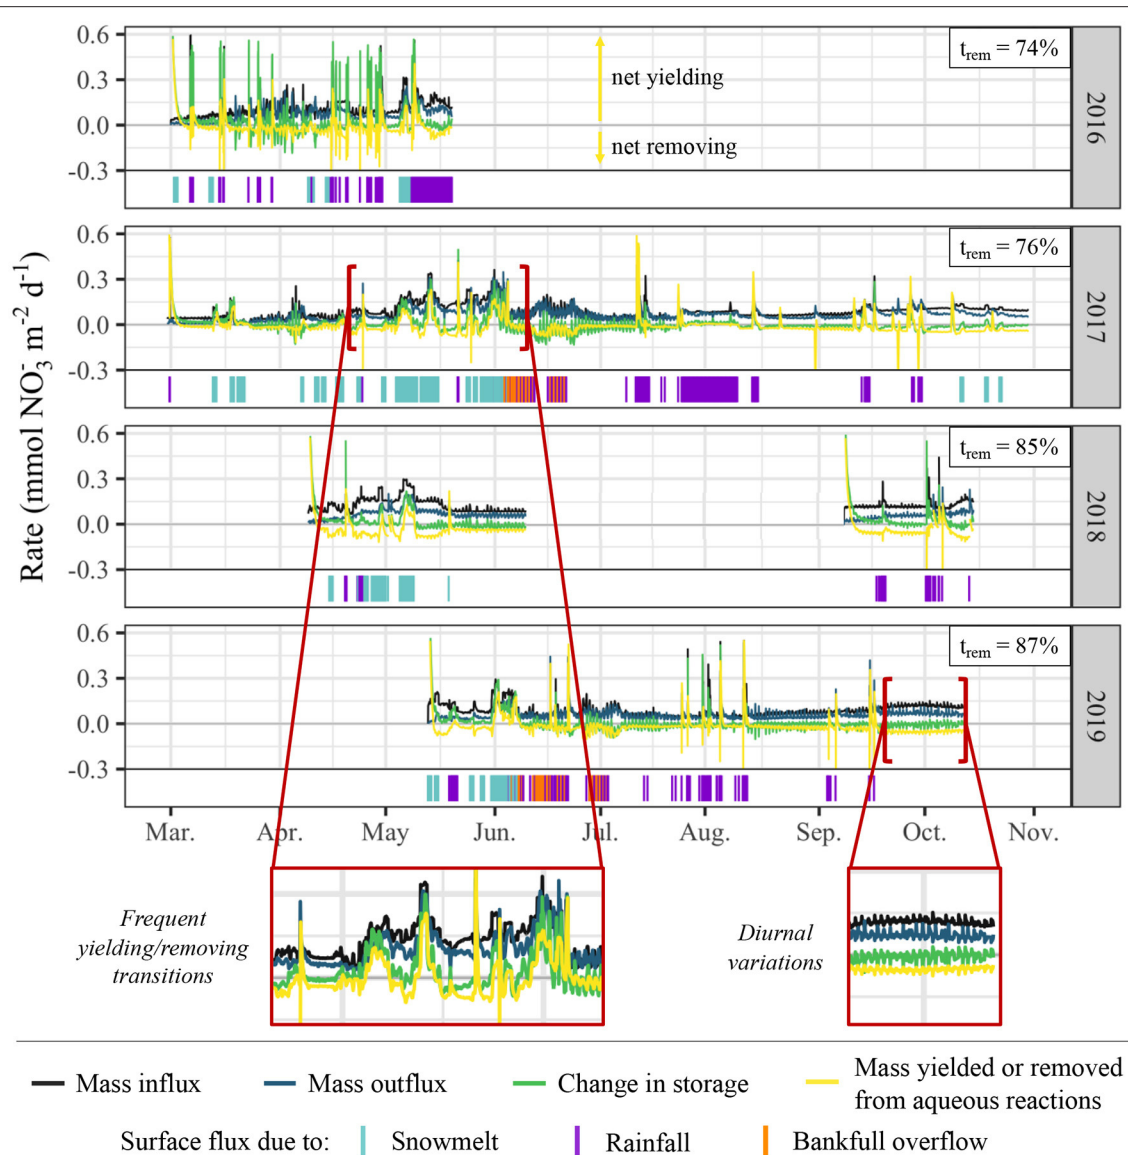 0.6
0.3
0.0
-0.3
net yielding
net removing
t_rem = 74%
2016
0.6
0.3
0.0
-0.3
t_rem = 76%
2017
Rate (mmol NO₃⁻ m⁻² d⁻¹)
0.6
0.3
0.0
-0.3
t_rem = 85%
2018
0.6
0.3
0.0
-0.3
t_rem = 87%
2019
Mar. Apr. May Jun. Jul. Aug. Sep. Oct. Nov.
Frequent
yielding/removing
transitions
Diurnal
variations
Mass influx
Mass outflux
Change in storage
Mass yielded or removed
from aqueous reactions
Surface flux due to: Snowmelt Rainfall Bankfull overflow